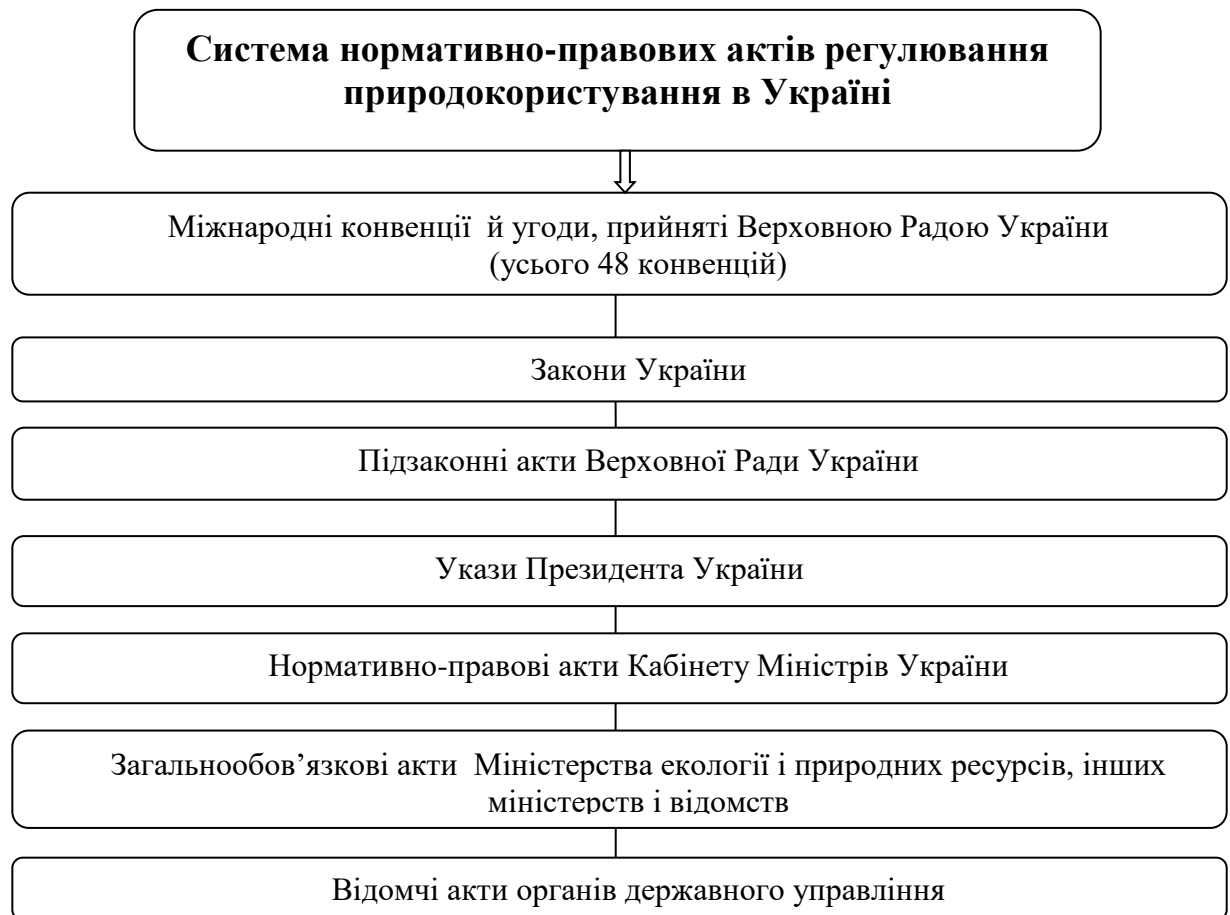 Система нормативно-правових актів регулювання
природокористування в Україні
Міжнародні конвенції й угоди, прийняті Верховною Радою України
(усього 48 конвенцій)
Закони України
Підзаконні акти Верховної Ради України
Укази Президента України
Нормативно-правові акти Кабінету Міністрів України
Загальнообов’язкові акти Міністерства екології і природних ресурсів, інших
міністерств і відомств
Відомчі акти органів державного управління